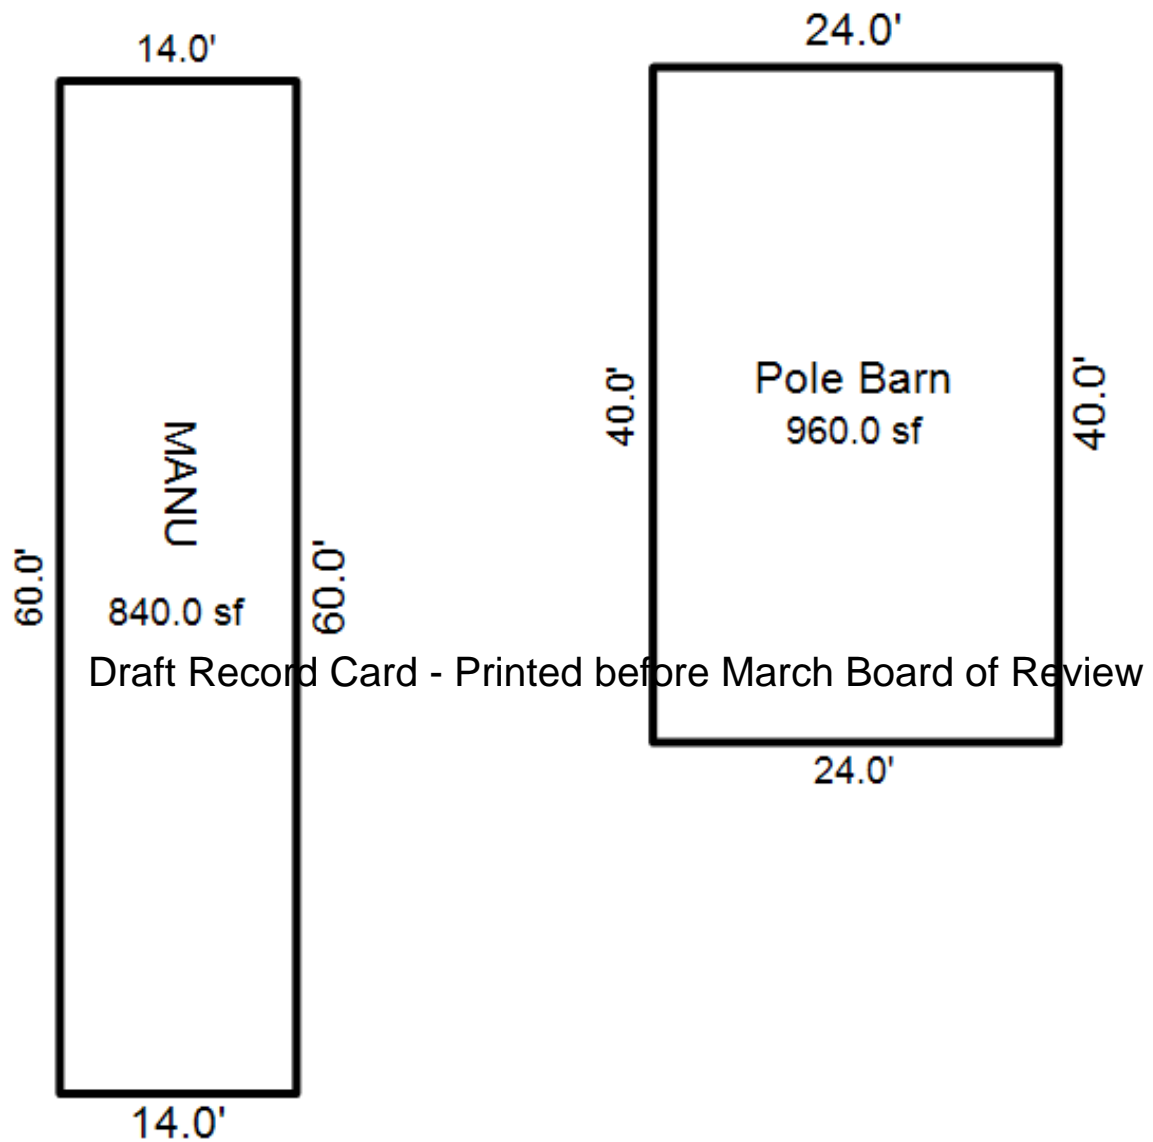 14.0'
24.0'
MANU
60.0'
60.0'
840.0 sf
40.0'
Pole Barn
960.0 sf
40.0'
Draft Record Card - Printed before March Board of Review
24.0'
14.0'